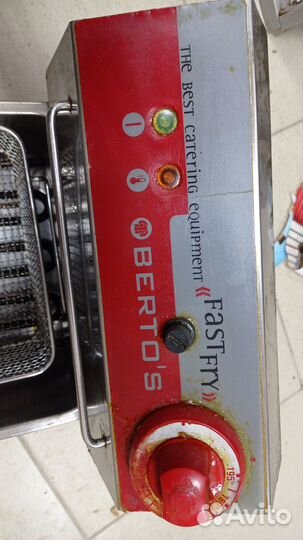 THE BEST catering equipment
BERTO'S
«FastFRY»
195°
Avito